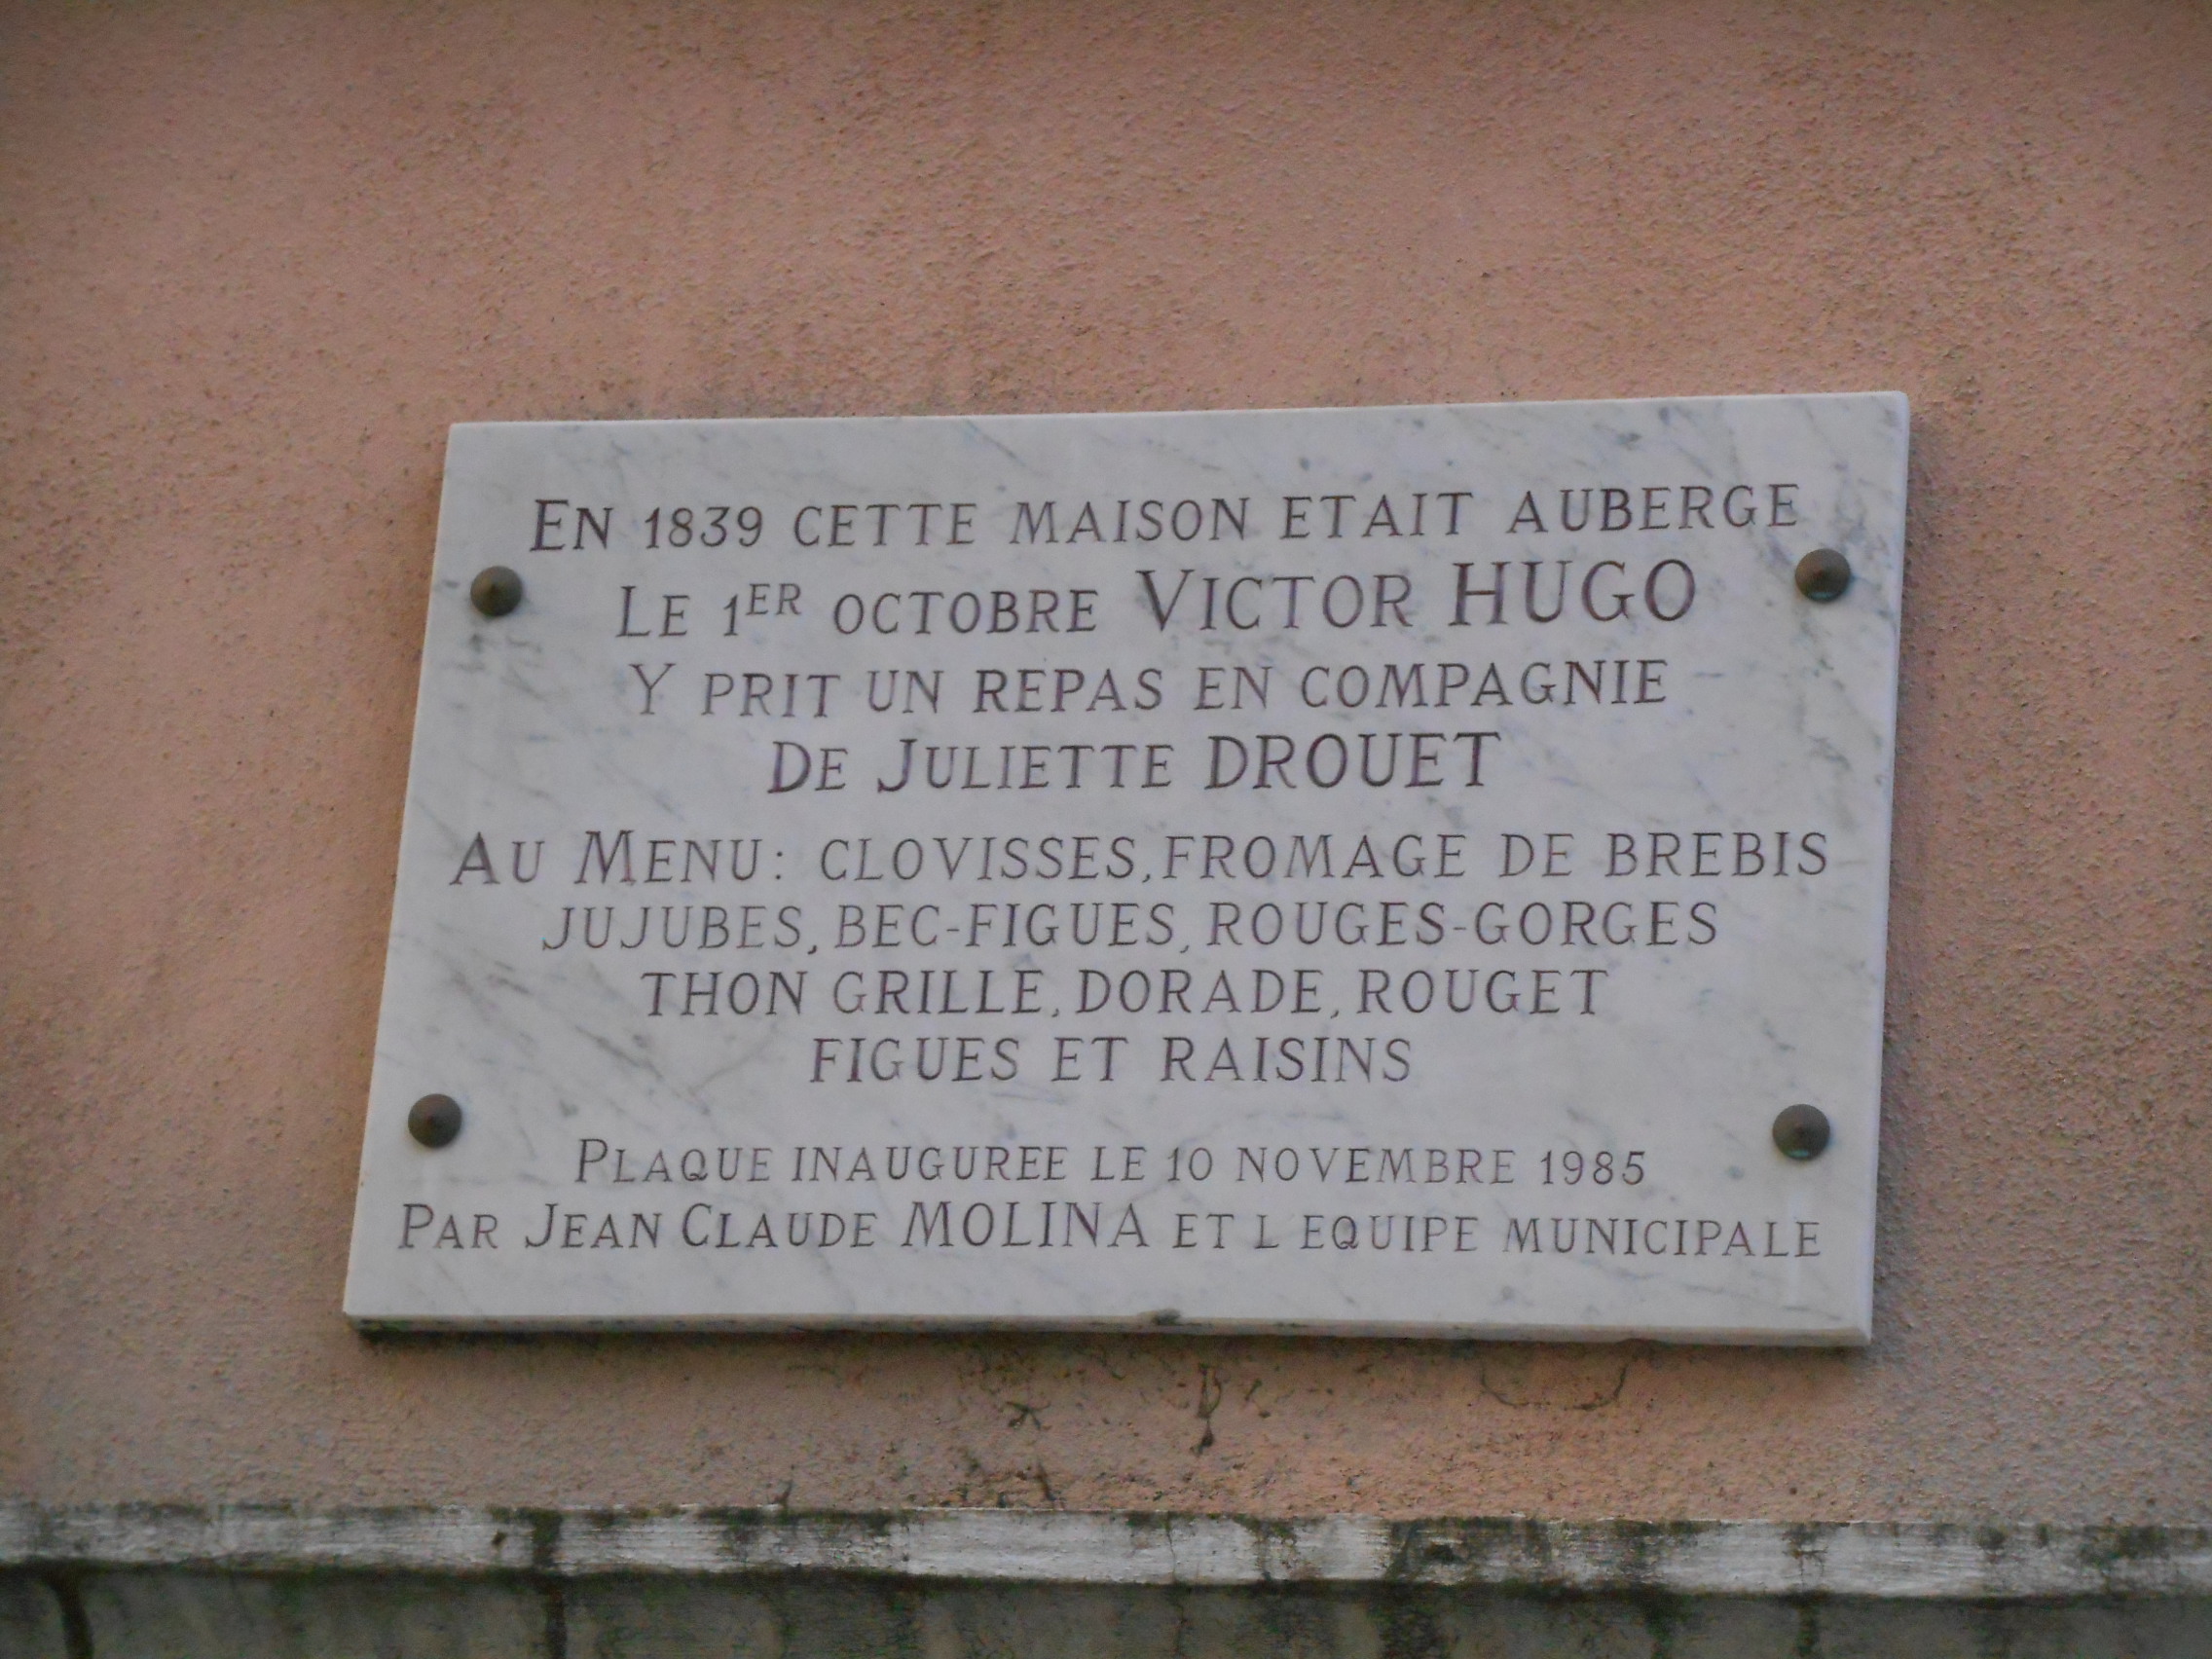 EN 1839 CETTE MAISON ETAIT AUBERGE
LE 1ER OCTOBRE VICTOR HUGO
Y PRIT UN REPAS EN COMPAGNIE
DE JULIETTE DROUET
AU MENU: CLOVISSES, FROMAGE DE BREBIS
JUJUBES, BEC-FIGUES, ROUGES-GORGES
THON GRILLE, DORADE, ROUGET
FIGUES ET RAISINS
PLAQUE INAUGUREE LE 10 NOVEMBRE 1985
PAR JEAN CLAUDE MOLINA ET L'EQUIPE MUNICIPALE